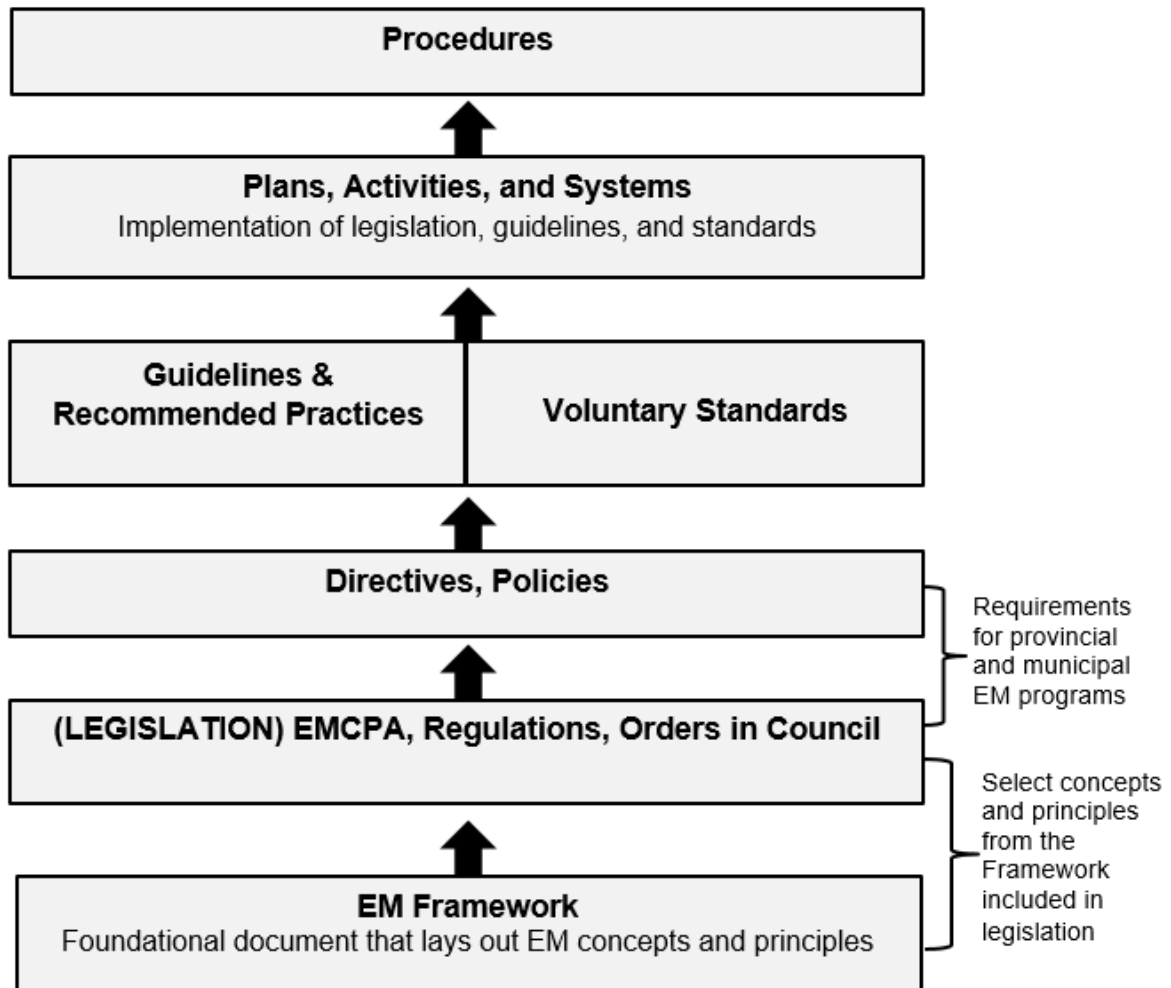 Procedures
Plans, Activities, and Systems
Implementation of legislation, guidelines, and standards
Guidelines &
Recommended Practices
Voluntary Standards
Directives, Policies
Requirements
for provincial
and municipal
EM programs
(LEGISLATION) EMCPA, Regulations, Orders in Council
Select concepts
and principles
from the
Framework
included in
legislation
EM Framework
Foundational document that lays out EM concepts and principles